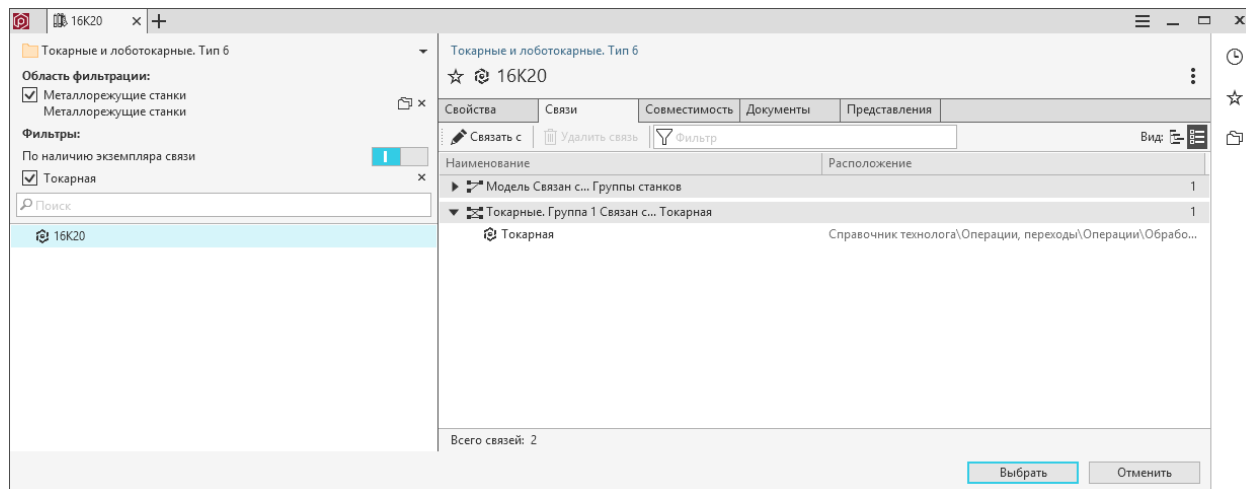 16K20
Токарные и лоботокарные. Тип 6
Область фильтрации:
Металлорежущие станки
Металлорежущие станки
Фильтры:
По наличию экземпляра связи
Токарная
Поиск
16K20
Токарные и лоботокарные. Тип 6
16K20
Свойства Связи Совместимость Документы Представления
Связать с Удалить связь Фильтр Вид:
Наименование Расположение
Модель Связан с... Группы станков 1
Токарные. Группа 1 Связан с... Токарная 1
Токарная Справочник технолога\Операции, переходы\Операции\Обрабо...
Всего связей: 2
Выбрать Отменить